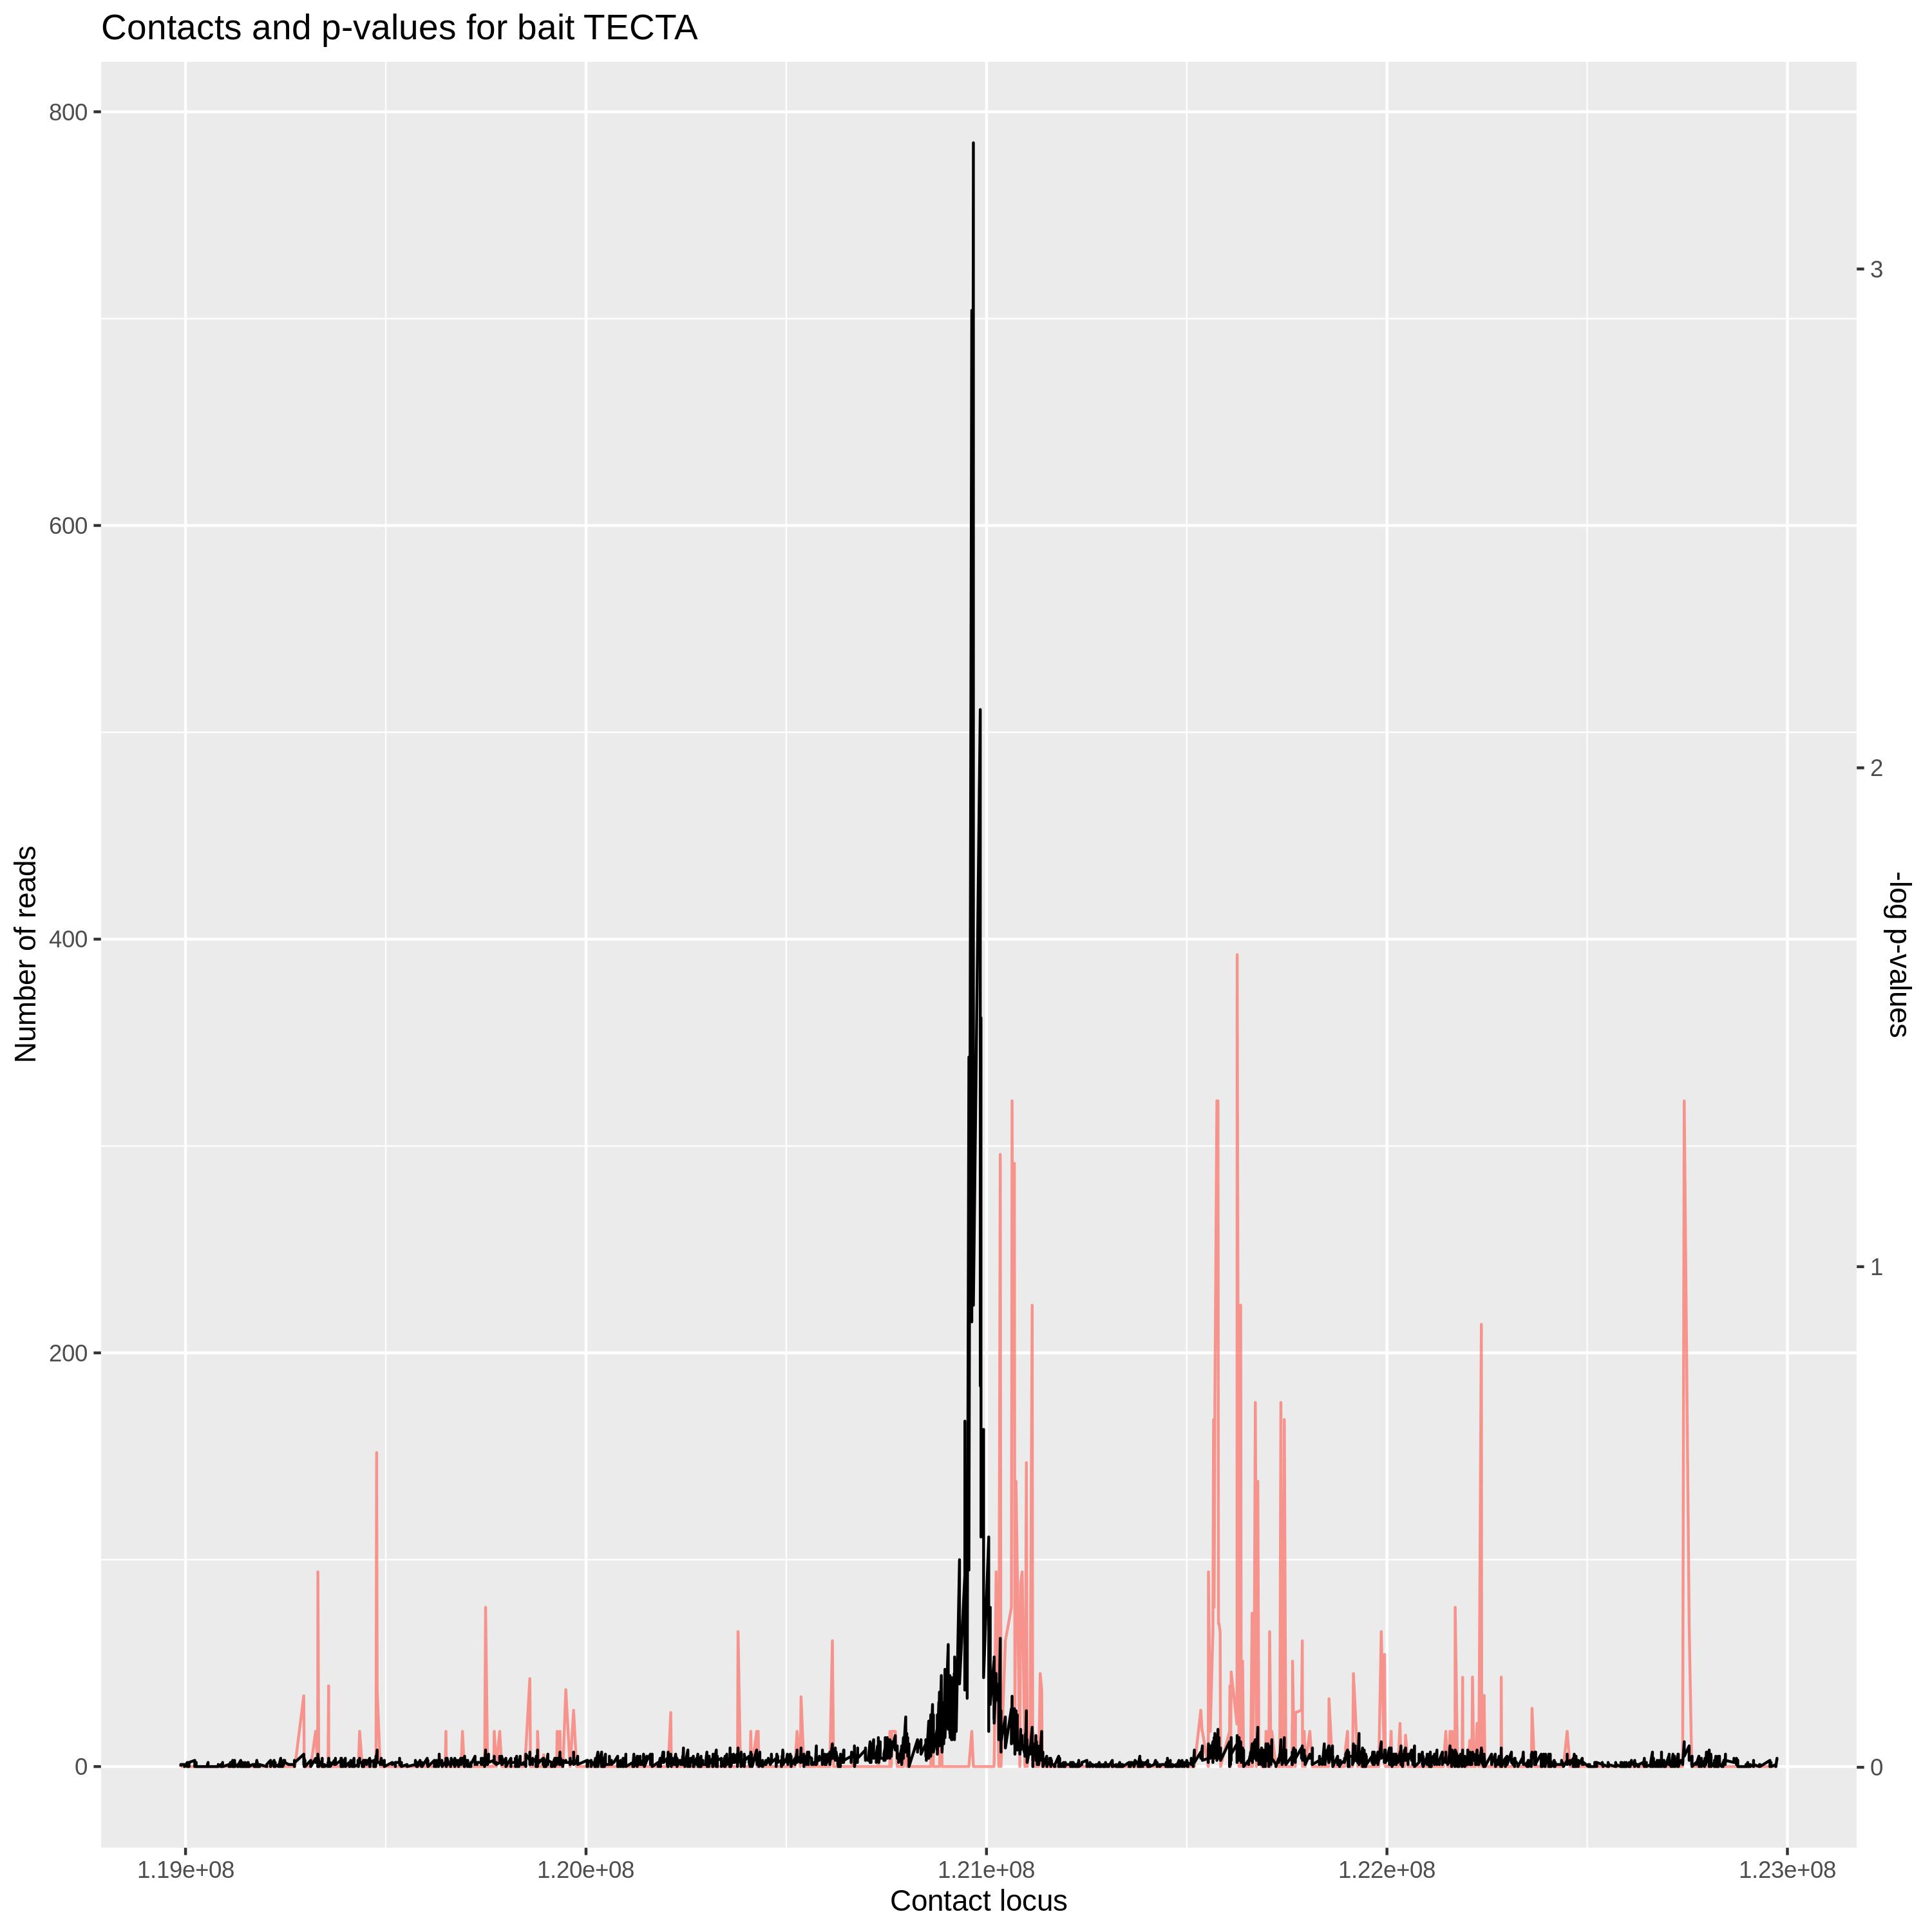 Contacts and p-values for bait TECTA
800
600
400
200
0
Number of reads
3
2
1
0
-log p-values
1.19e+08
1.20e+08
1.21e+08
1.22e+08
1.23e+08
Contact locus